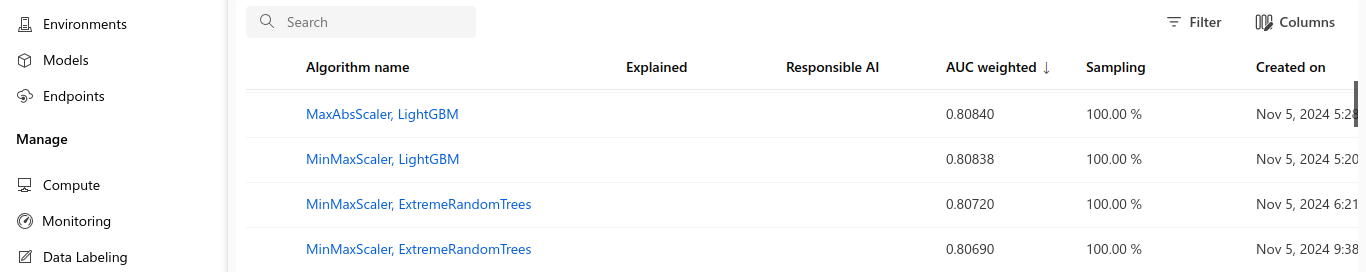 Environments
Models
Endpoints
Manage
Compute
Monitoring
Data Labeling
Search
Filter
Columns
Algorithm name Explained Responsible AI AUC weighted ↓ Sampling Created on
MaxAbsScaler, LightGBM 0.80840 100.00 % Nov 5, 2024 5:28
MinMaxScaler, LightGBM 0.80838 100.00 % Nov 5, 2024 5:20
MinMaxScaler, ExtremeRandomTrees 0.80720 100.00 % Nov 5, 2024 6:21
MinMaxScaler, ExtremeRandomTrees 0.80690 100.00 % Nov 5, 2024 9:38